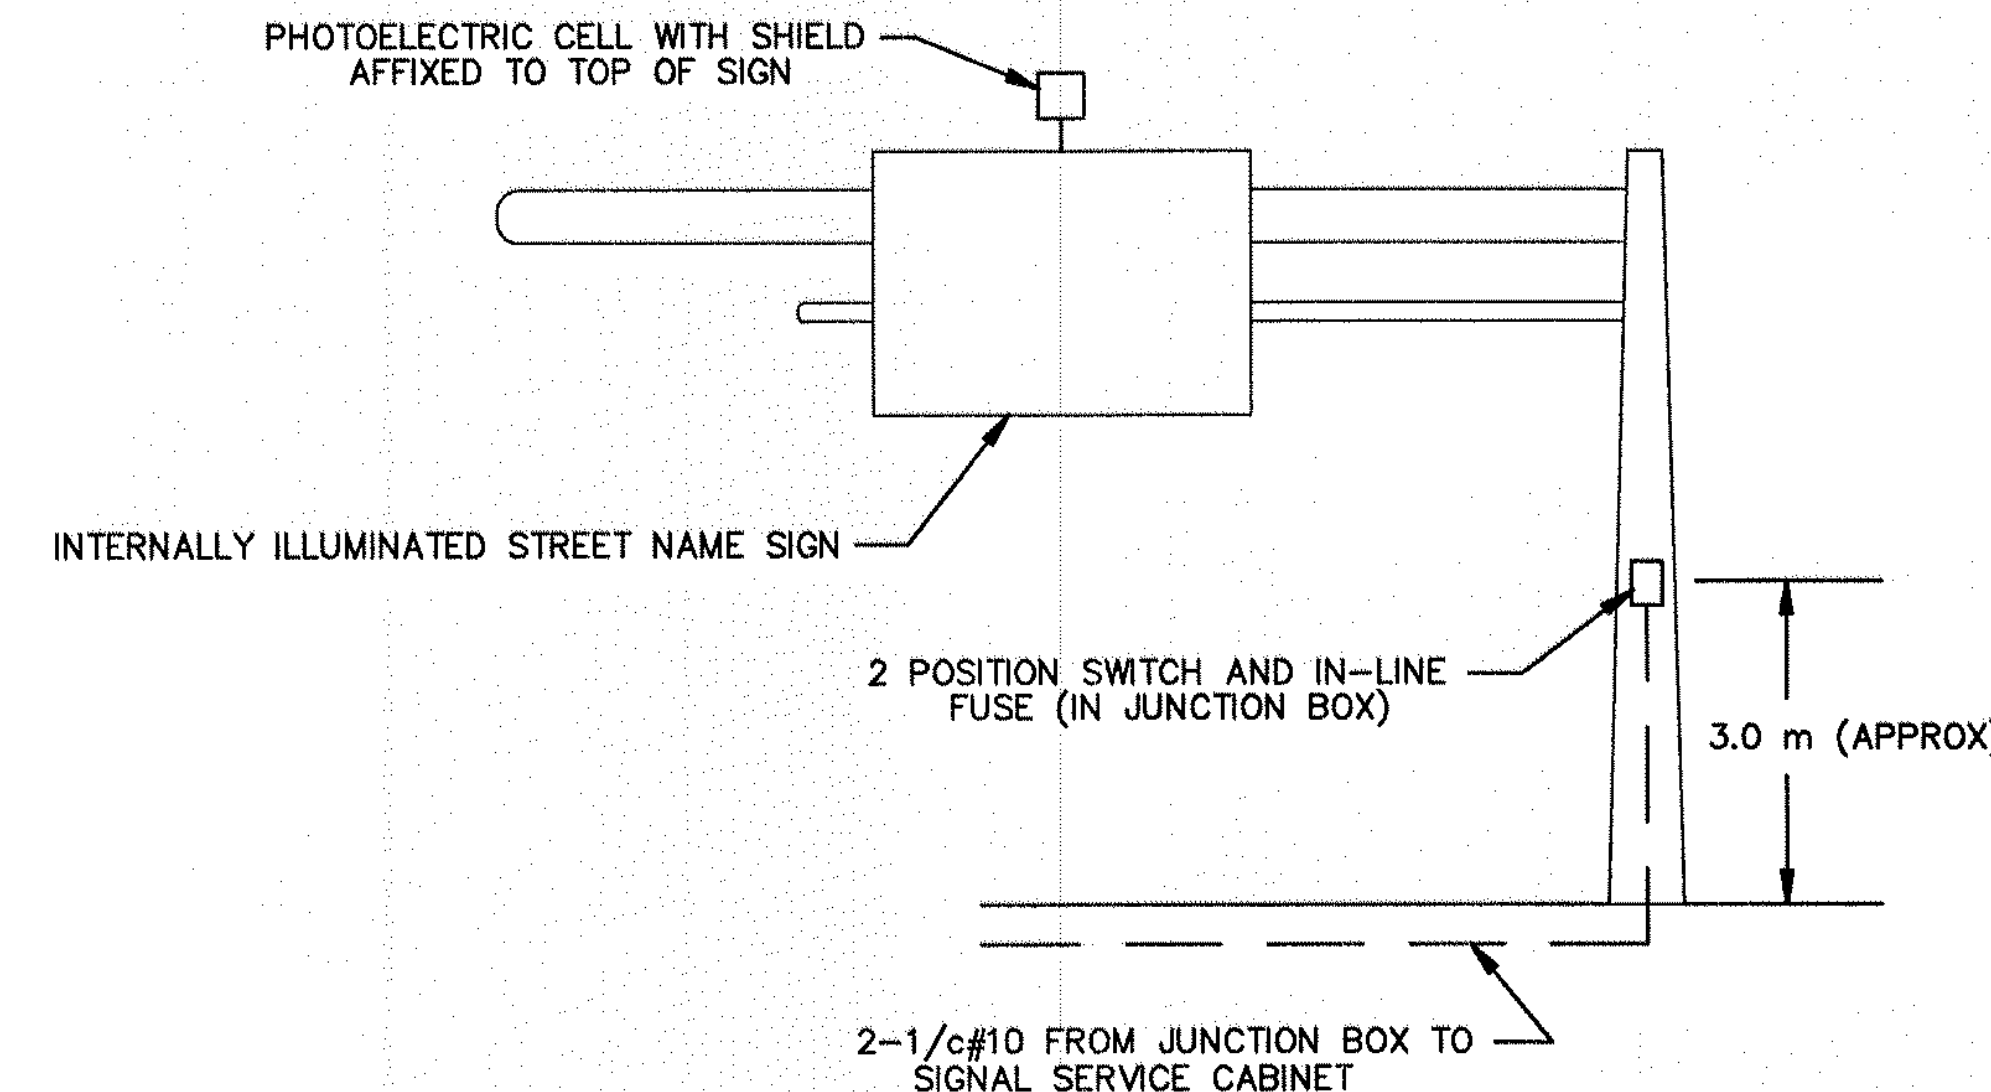 PHOTOELECTRIC CELL WITH SHIELD
AFFIXED TO TOP OF SIGN
INTERNALLY ILLUMINATED STREET NAME SIGN
2 POSITION SWITCH AND IN-LINE
FUSE (IN JUNCTION BOX)
3.0 m (APPROX)
2-1/c#10 FROM JUNCTION BOX TO
SIGNAL SERVICE CABINET